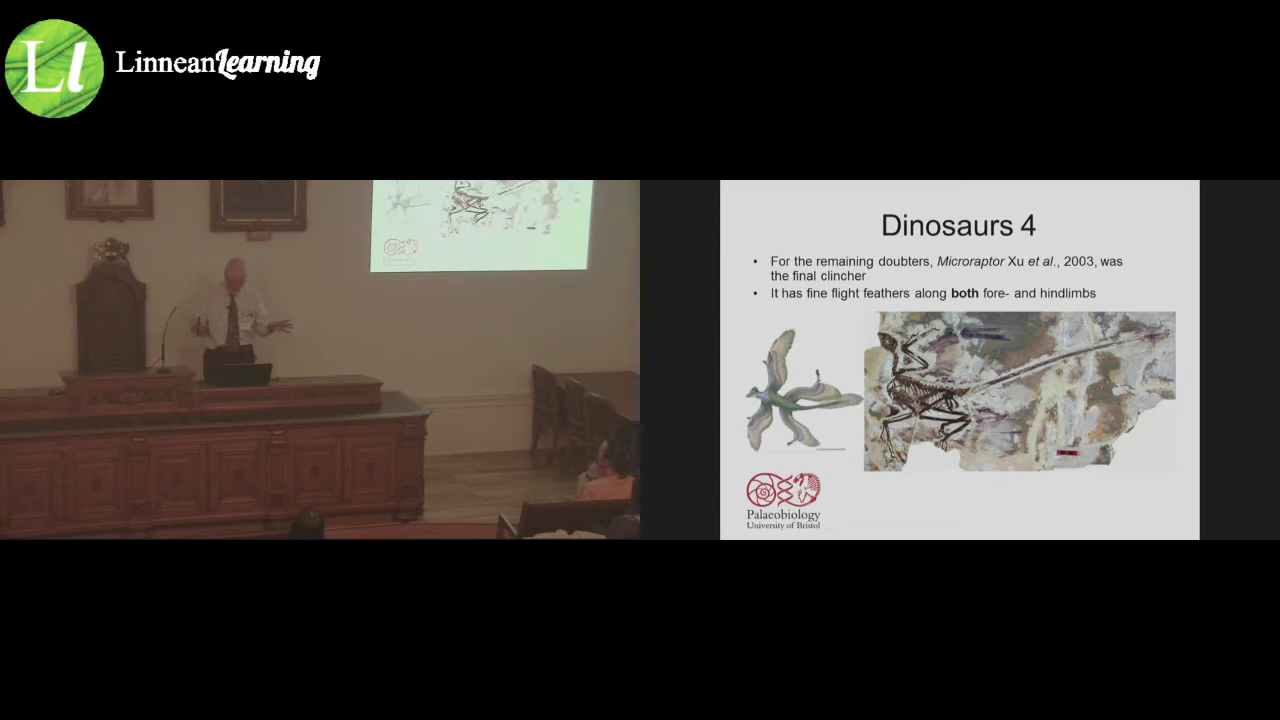 Ll LinneanLearning
Dinosaurs 4
• For the remaining doubters, Microraptor Xu et al., 2003, was
the final clincher
• It has fine flight feathers along both fore- and hindlimbs
Palaeobiology
University of Bristol